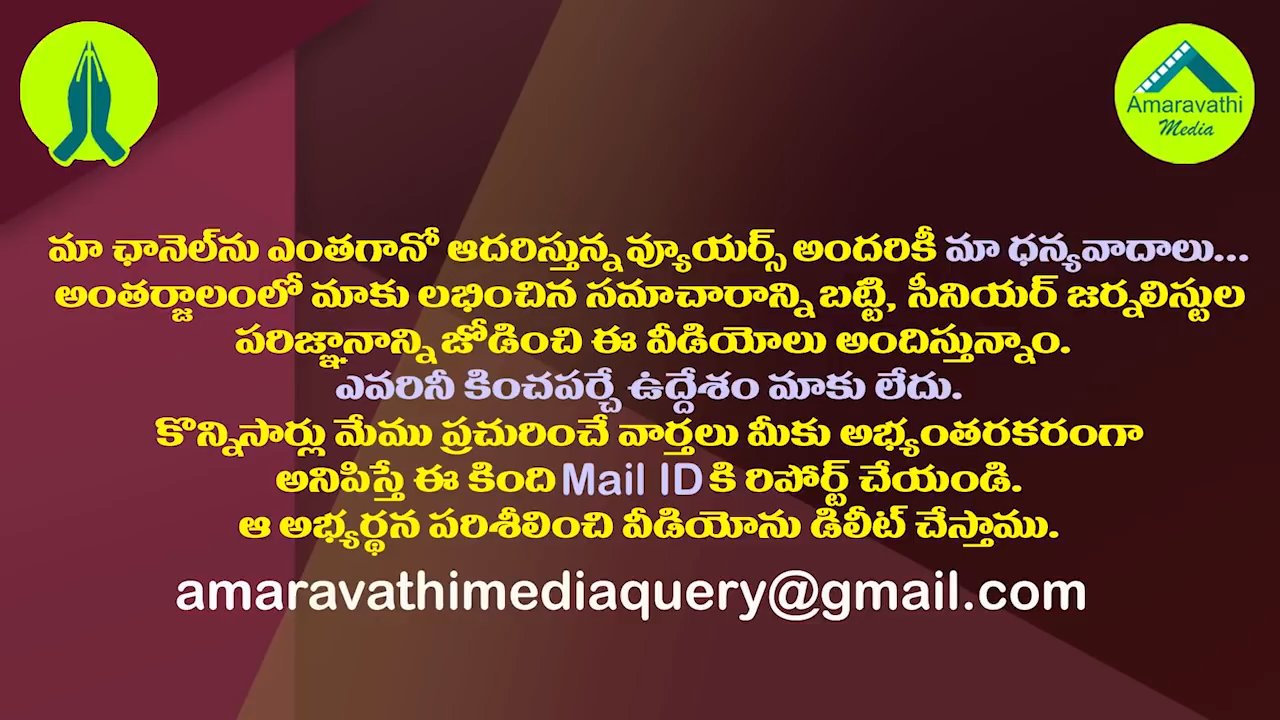 Amaravathi
Media
మా ఛానెల్‌ను ఎంతగానో ఆదరిస్తున్న వ్యూయర్స్ అందరికీ మా ధన్యవాదాలు...
అంతర్జాలంలో మాకు లభించిన సమాచారాన్ని బట్టి, సీనియర్ జర్నలిస్టుల
పరిజ్ఞానాన్ని జోడించి ఈ వీడియోలు అందిస్తున్నాం.
ఎవరినీ కించపర్చే ఉద్దేశం మాకు లేదు.
కొన్నిసార్లు మేము ప్రచురించే వార్తలు మీకు అభ్యంతరకరంగా
అనిపిస్తే ఈ కింది Mail ID కి రిపోర్ట్ చేయండి.
ఆ అభ్యర్థన పరిశీలించి వీడియోను డిలీట్ చేస్తాము.
amaravathimediaquery@gmail.com